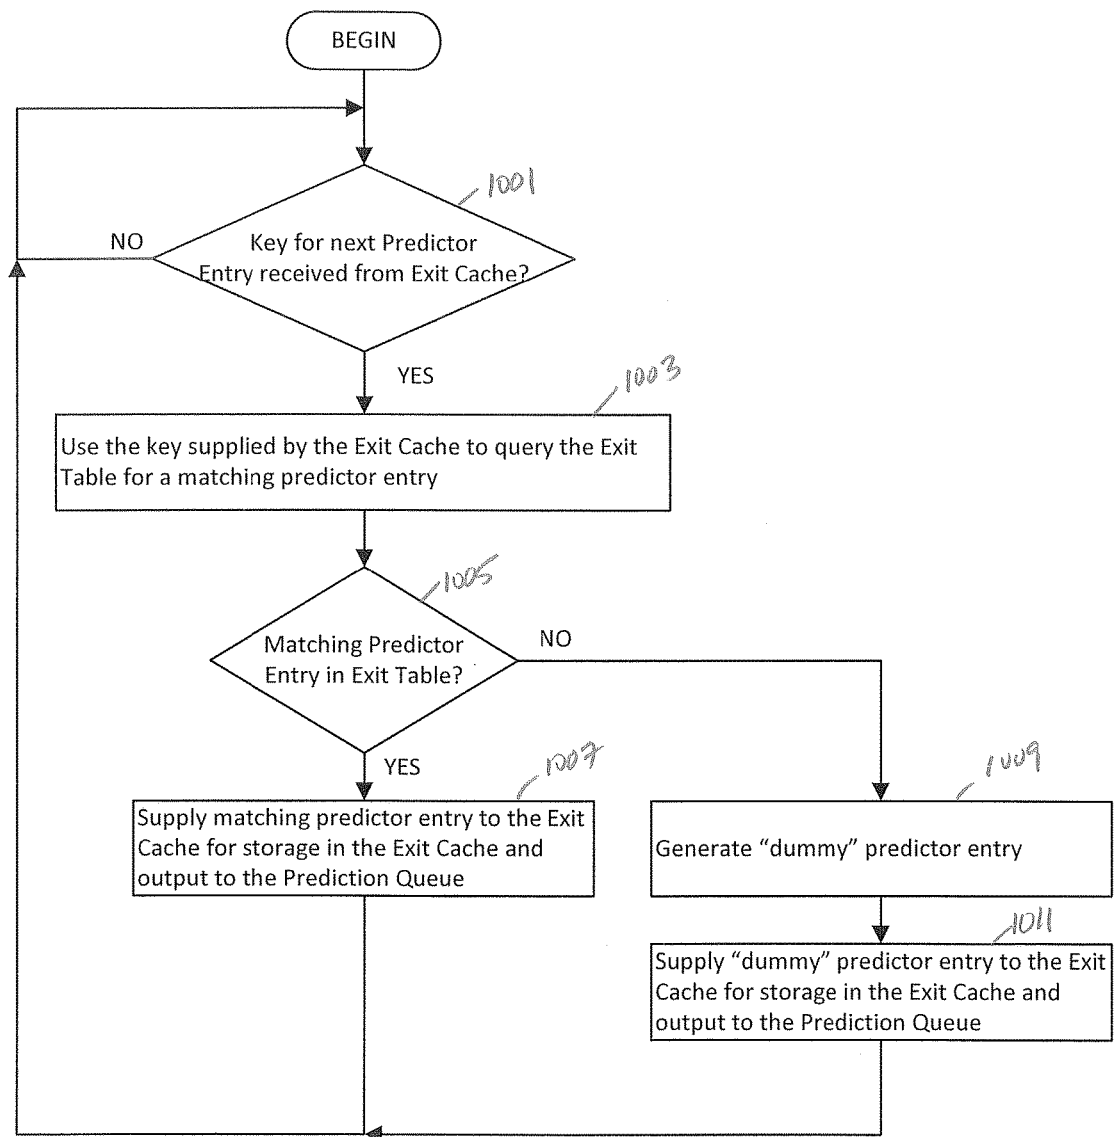 BEGIN
1001
NO
Key for next Predictor
Entry received from Exit Cache?
YES
1003
Use the key supplied by the Exit Cache to query the Exit
Table for a matching predictor entry
1005
NO
Matching Predictor
Entry in Exit Table?
YES
1007
1009
Supply matching predictor entry to the Exit
Cache for storage in the Exit Cache and
output to the Prediction Queue
Generate “dummy” predictor entry
1011
Supply “dummy” predictor entry to the Exit
Cache for storage in the Exit Cache and
output to the Prediction Queue